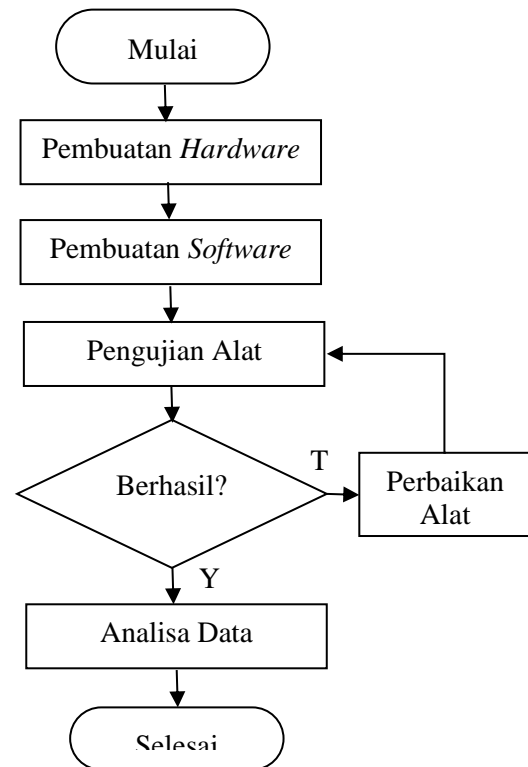 Mulai
Pembuatan Hardware
Pembuatan Software
Pengujian Alat
Berhasil?
T
Perbaikan
Alat
Y
Analisa Data
Selesai